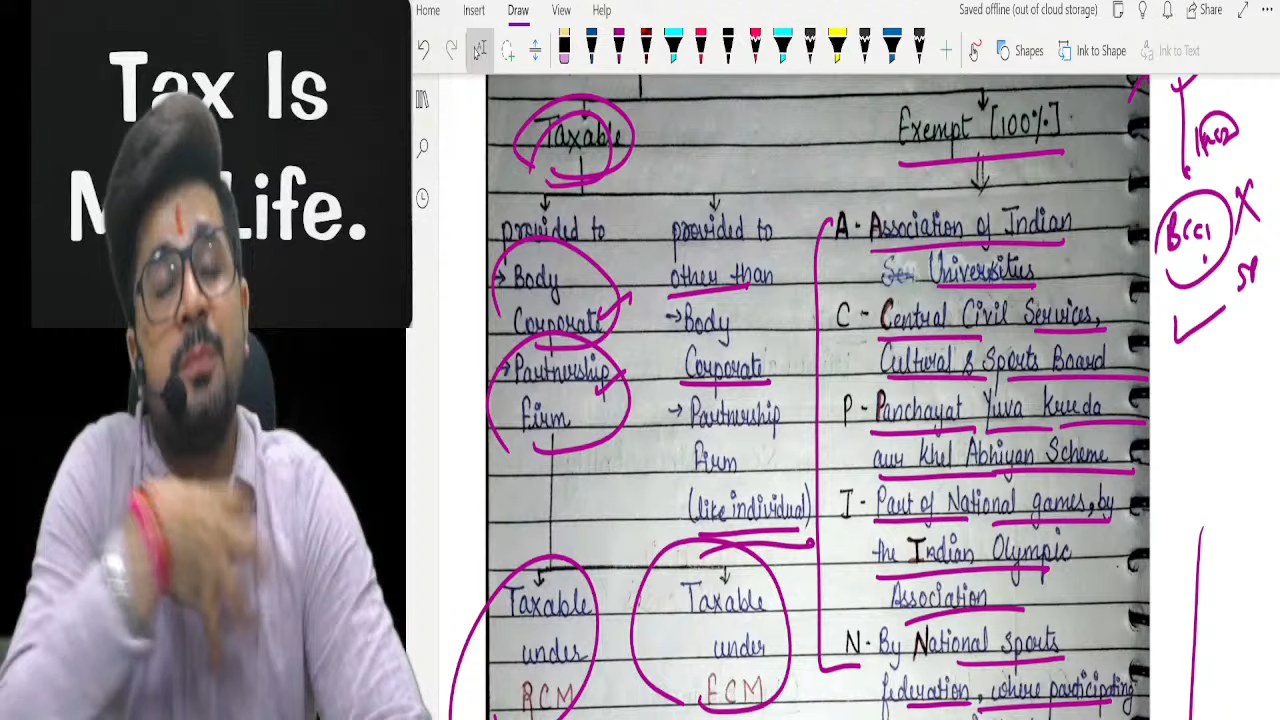 Tax Is
My Life.
Home Insert Draw View Help
Saved offline (out of cloud storage)
Share
Shapes
Ink to Shape
Ink to Text
Taxable
Exempt [100%]
provided to
→ Body
Corporate
→ Partnership
firm
Taxable
under
RCM
provided to
other than
→ Body
Corporate
→ Partnership
Firm
(like individual)
Taxable
under
FCM
A - Association of Indian
Universitus
C - Central Civil Services,
Cultural & Sports Board
P - Panchayat Yuva Kruda
aur Khel Abhiyan Scheme
I - Part of National games, by
the Indian Olympic
Association
N - By National sports
federation, where participating
BCCI